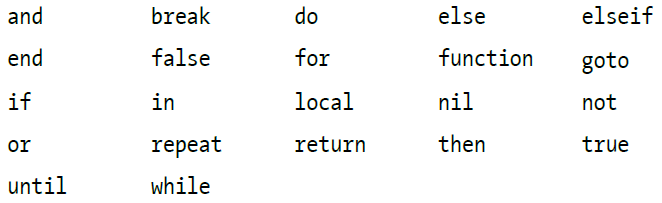 and break do else elseif
end false for function goto
if in local nil not
or repeat return then true
until while